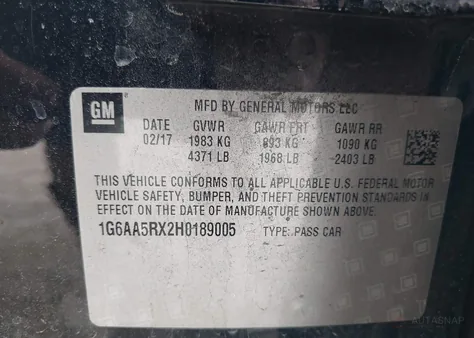 GM
MFD BY GENERAL MOTORS LLC
DATE GVWR GAWR FRT GAWR RR
02/17 1983 KG 893 KG 1090 KG
4371 LB 1968 LB 2403 LB
THIS VEHICLE CONFORMS TO ALL APPLICABLE U.S. FEDERAL MOTOR
VEHICLE SAFETY, BUMPER, AND THEFT PREVENTION STANDARDS IN
EFFECT ON THE DATE OF MANUFACTURE SHOWN ABOVE.
1G6AA5RX2H0189005 TYPE: PASS CAR
AUTOSNAP